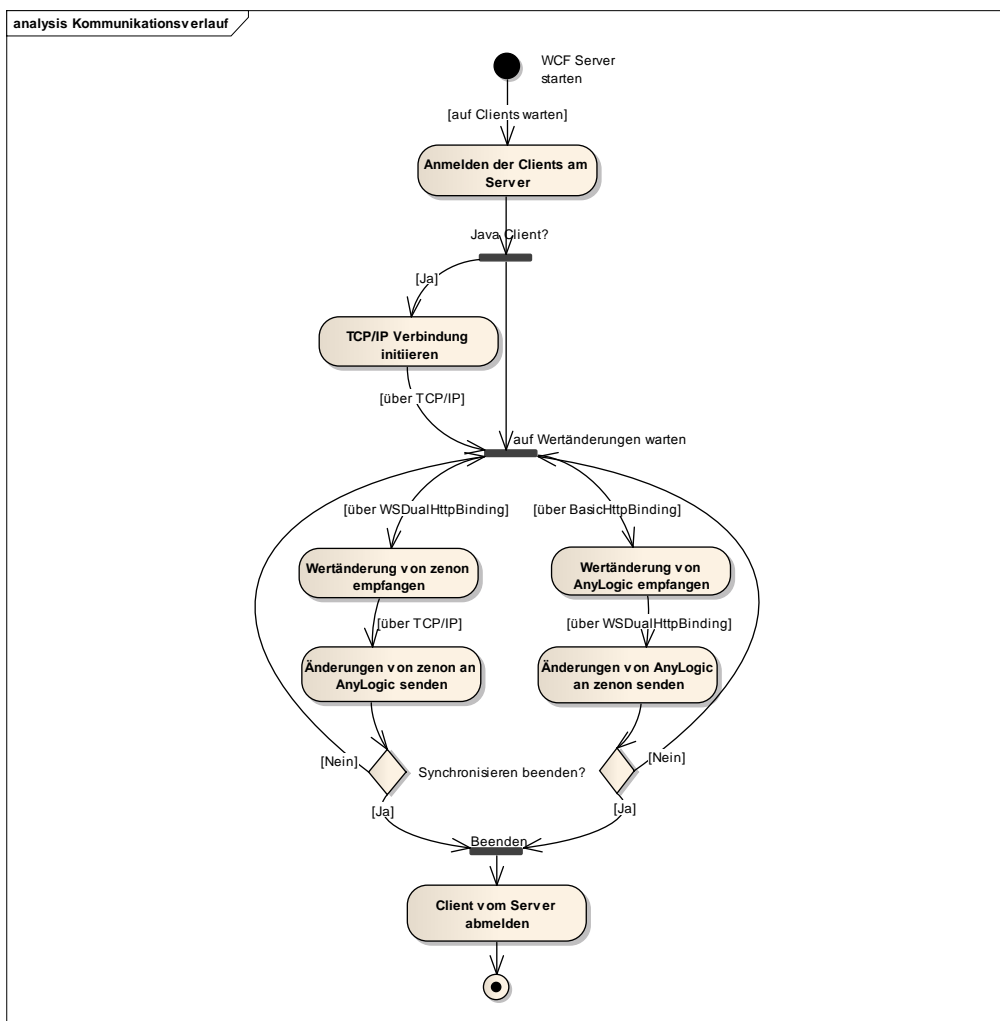 analysis Kommunikationsverlauf
WCF Server
starten
[auf Clients warten]
Anmelden der Clients am
Server
Java Client?
[Ja]
TCP/IP Verbindung
initiieren
[über TCP/IP]
auf Wertänderungen warten
[über WSDualHttpBinding]
[über BasicHttpBinding]
Wertänderung von zenon
empfangen
Wertänderung von
AnyLogic empfangen
[über TCP/IP]
[über WSDualHttpBinding]
Änderungen von zenon an
AnyLogic senden
Änderungen von AnyLogic
an zenon senden
[Nein]
Synchronisieren beenden?
[Nein]
[Ja]
[Ja]
Beenden
Client vom Server
abmelden